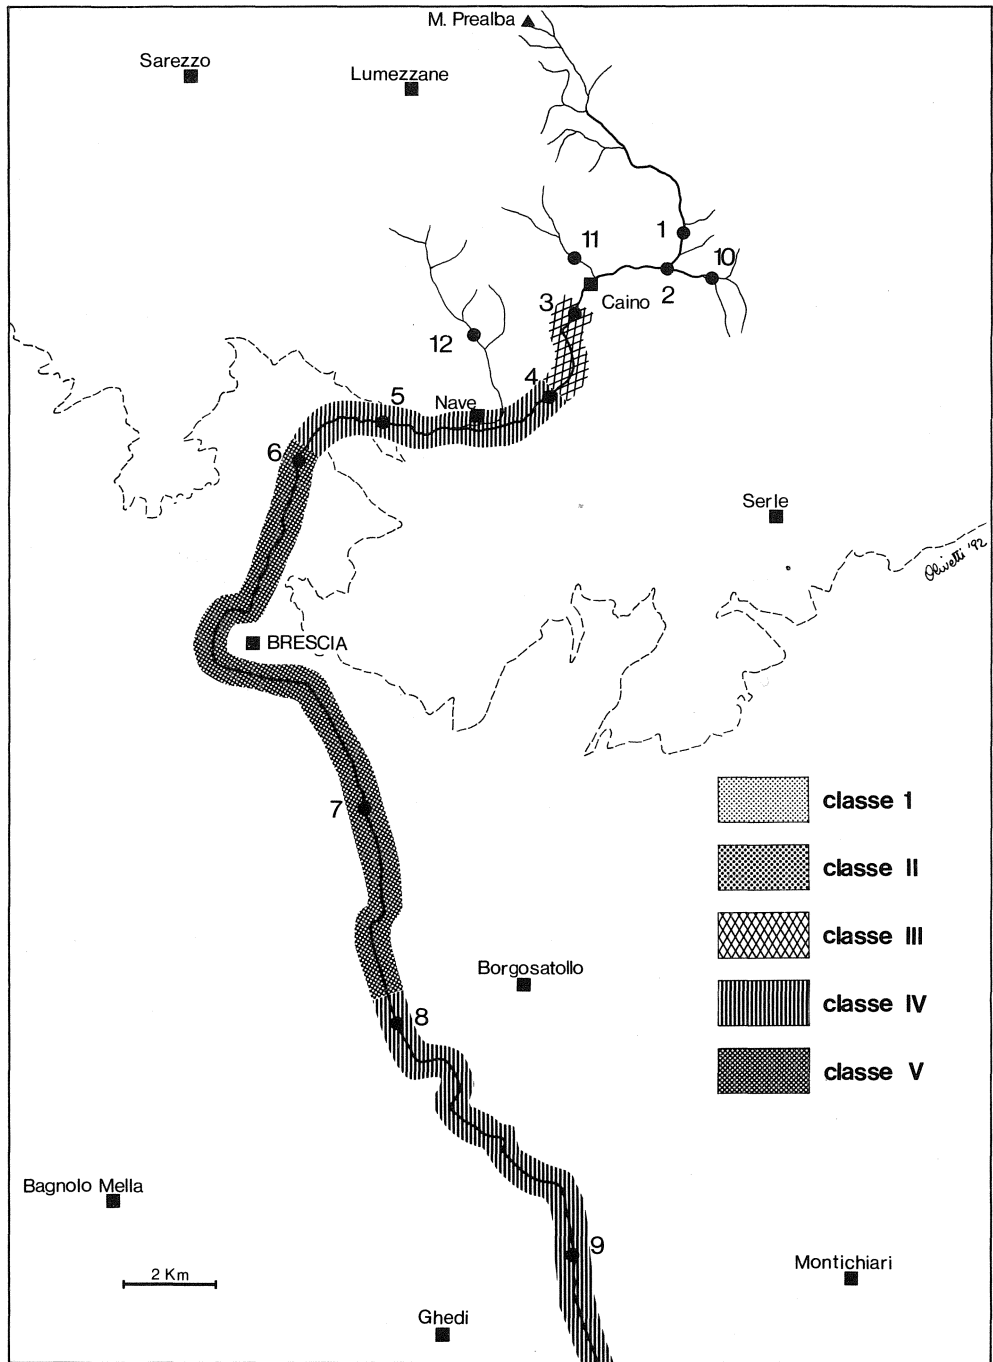 M. Prealba
Sarezzo
Lumezzane
1
11
10
2
3
Caino
12
4
5
Nave
6
Serle
Olivetti '92
BRESCIA
7
classe 1
classe II
classe III
Borgosatollo
classe IV
8
classe V
Bagnolo Mella
9
Montichiari
2 Km
Ghedi